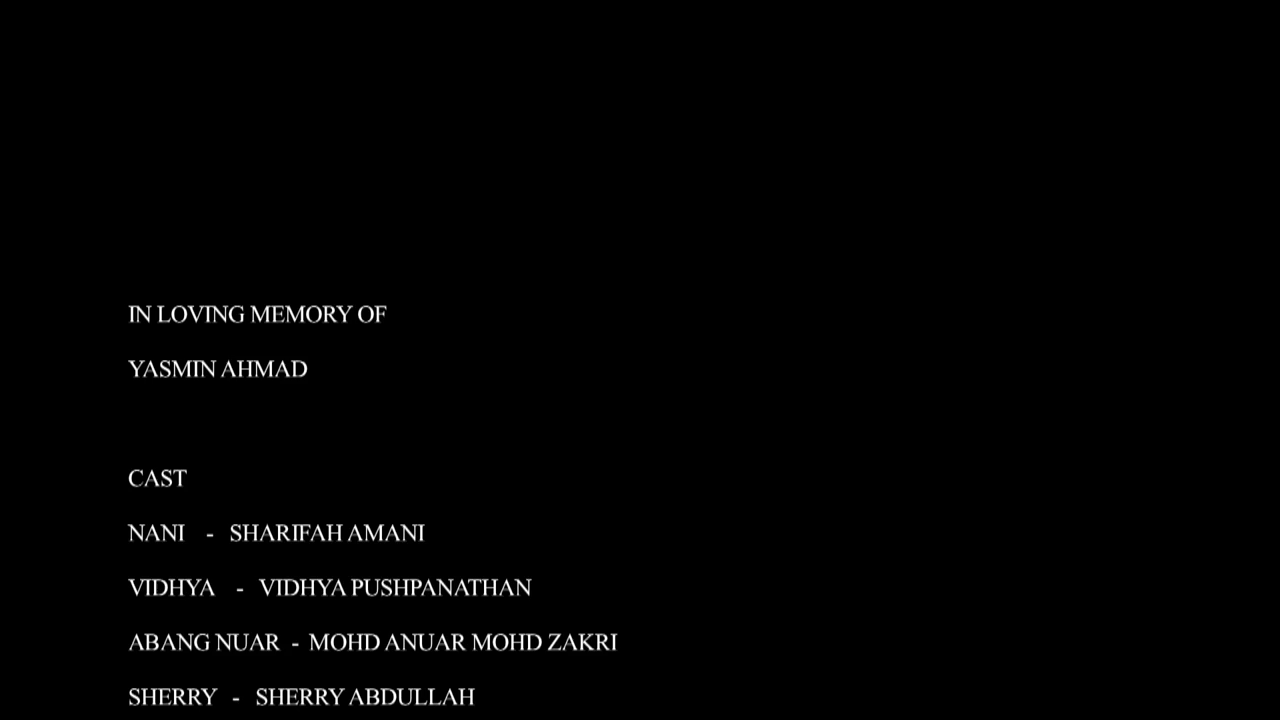 IN LOVING MEMORY OF
YASMIN AHMAD
CAST
NANI - SHARIFAH AMANI
VIDHYA - VIDHYA PUSHPANATHAN
ABANG NUAR - MOHD ANUAR MOHD ZAKRI
SHERRY - SHERRY ABDULLAH